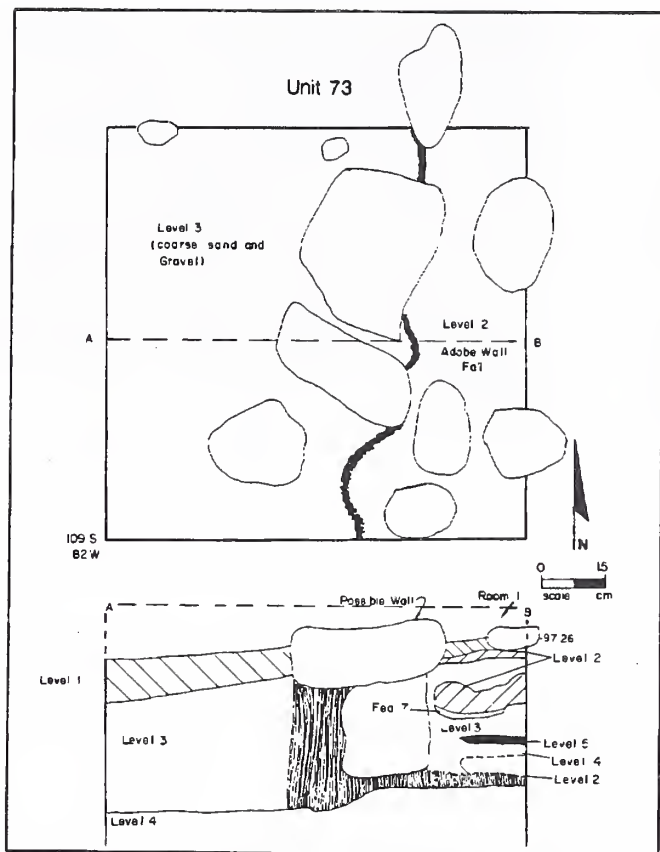 Unit 73
Level 3
(coarse sand and
Gravel)
Level 2
Adobe Wall
Fall
A
B
109 S
82 W
N
0 15
scale cm
Possible Wall
Room 1
A
B
97.26
Level 1
Level 2
Fea 7
Level 3
Level 3
Level 5
Level 4
Level 2
Level 4